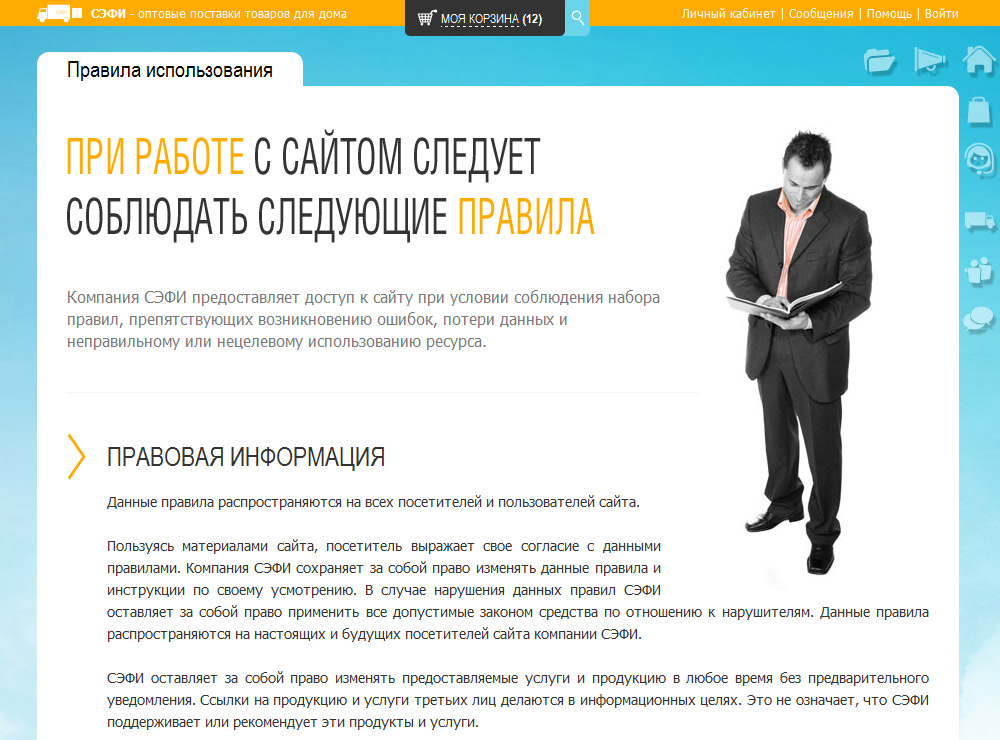 СЭФИ - оптовые поставки товаров для дома
МОЯ КОРЗИНА (12)
Личный кабинет | Сообщения | Помощь | Войти
Правила использования
ПРИ РАБОТЕ С САЙТОМ СЛЕДУЕТ
СОБЛЮДАТЬ СЛЕДУЮЩИЕ ПРАВИЛА
Компания СЭФИ предоставляет доступ к сайту при условии соблюдения набора
правил, препятствующих возникновению ошибок, потери данных и
неправильному или нецелевому использованию ресурса.
ПРАВОВАЯ ИНФОРМАЦИЯ
Данные правила распространяются на всех посетителей и пользователей сайта.
Пользуясь материалами сайта, посетитель выражает свое согласие с данными
правилами. Компания СЭФИ сохраняет за собой право изменять данные правила и
инструкции по своему усмотрению. В случае нарушения данных правил СЭФИ
оставляет за собой право применить все допустимые законом средства по отношению к нарушителям. Данные правила
распространяются на настоящих и будущих посетителей сайта компании СЭФИ.
СЭФИ оставляет за собой право изменять предоставляемые услуги и продукцию в любое время без предварительного
уведомления. Ссылки на продукцию и услуги третьих лиц делаются в информационных целях. Это не означает, что СЭФИ
поддерживает или рекомендует эти продукты и услуги.